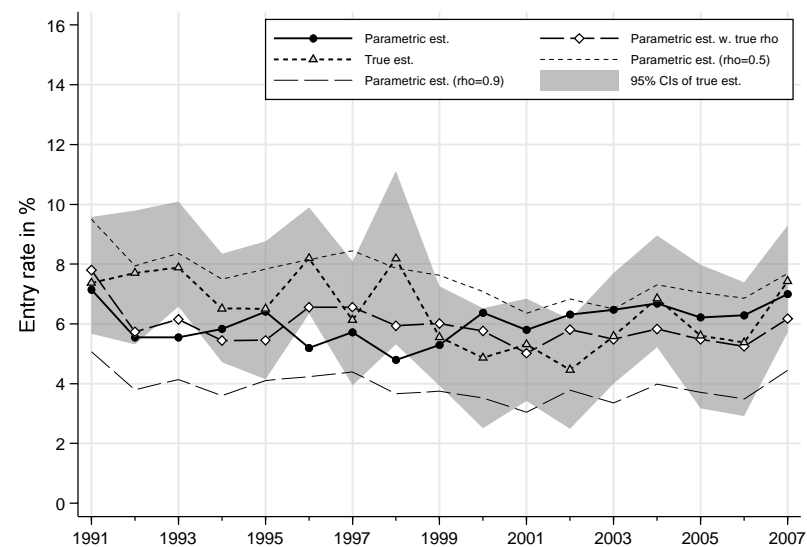 Parametric est.
Parametric est. w. true rho
True est.
Parametric est. (rho=0.5)
Parametric est. (rho=0.9)
95% CIs of true est.
Entry rate in %
16
14
12
10
8
6
4
2
0
1991 1993 1995 1997 1999 2001 2003 2005 2007